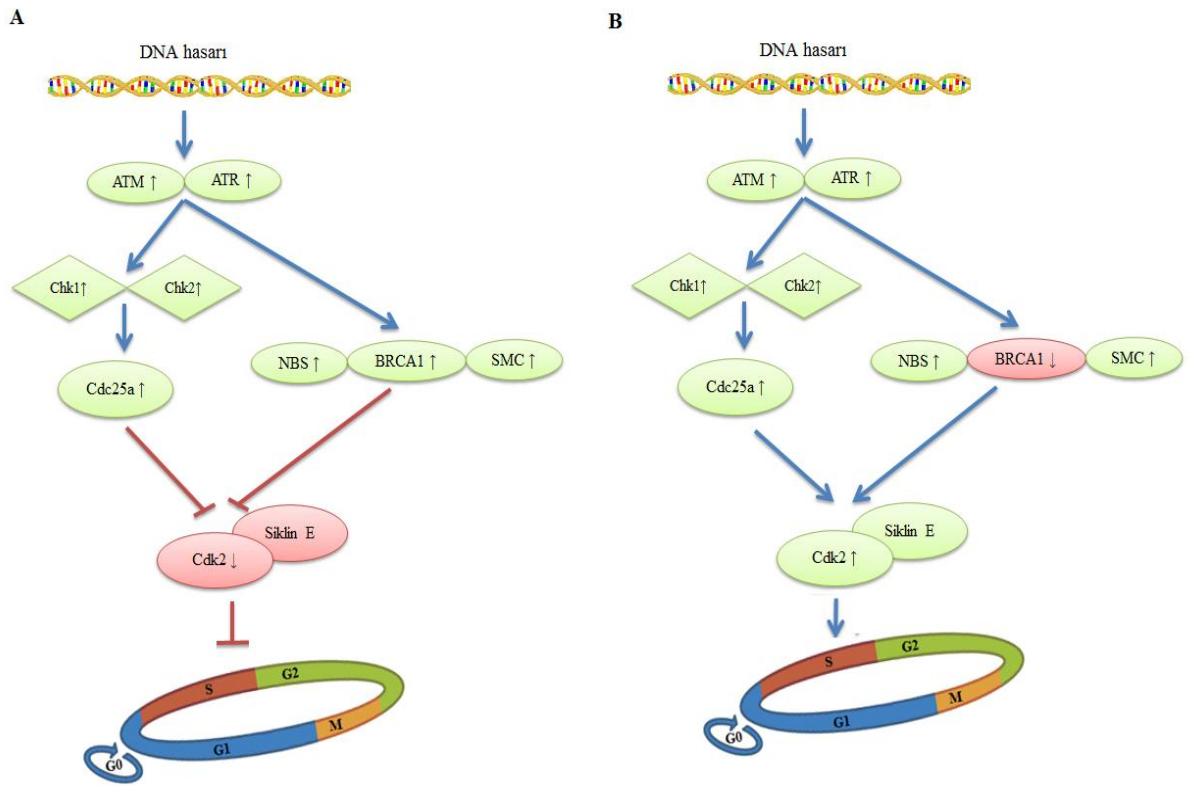 A
DNA hasarı
ATM ↑
ATR ↑
Chk1↑
Chk2↑
NBS ↑
BRCA1 ↑
SMC ↑
Cdc25a ↑
Siklin E
Cdk2 ↓
S
G2
M
G1
G0
B
DNA hasarı
ATM ↑
ATR ↑
Chk1↑
Chk2↑
NBS ↑
BRCA1 ↓
SMC ↑
Cdc25a ↑
Siklin E
Cdk2 ↑
S
G2
M
G1
G0